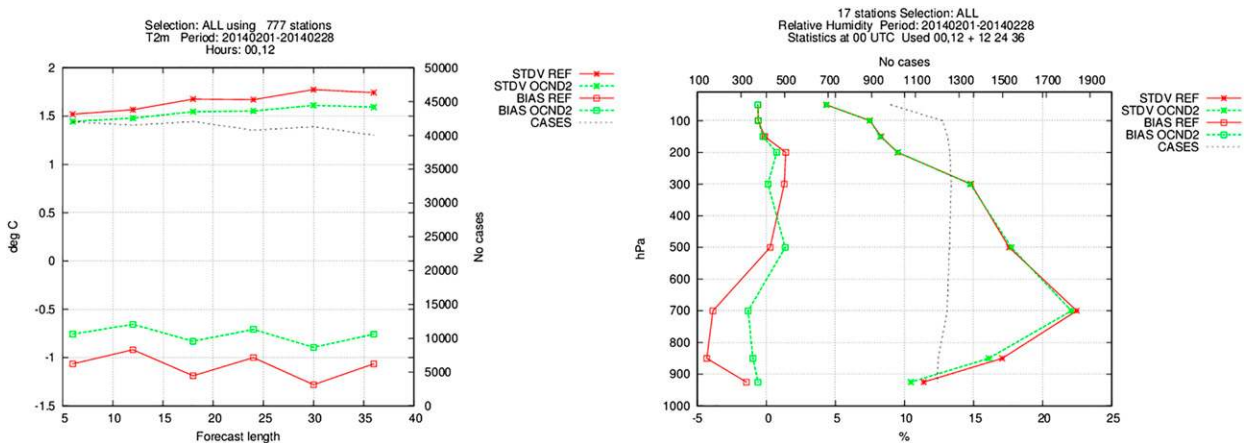 Selection: ALL using 777 stations
T2m Period: 20140201-20140228
Hours: 00,12
2
1.5
1
0.5
0
-0.5
-1
-1.5
deg C
5 10 15 20 25 30 35 40
Forecast length
50000
45000
40000
35000
30000
25000
20000
15000
10000
5000
0
No cases
STDV REF
STDV OCND2
BIAS REF
BIAS OCND2
CASES
17 stations Selection: ALL
Relative Humidity Period: 20140201-20140228
Statistics at 00 UTC Used 00,12 + 12 24 36
No cases
100 300 500 700 900 1100 1300 1500 1700 1900
100
200
300
400
500
600
700
800
900
1000
hPa
-5 0 5 10 15 20 25
%
STDV REF
STDV OCND2
BIAS REF
BIAS OCND2
CASES